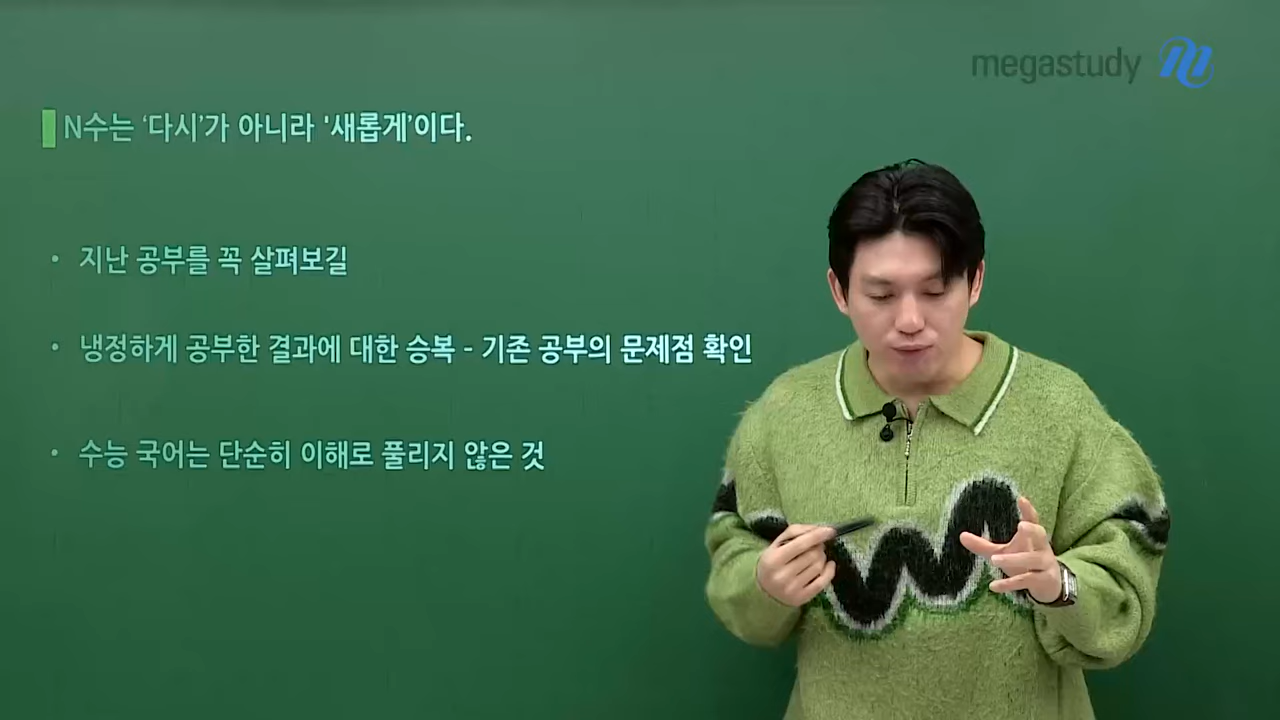 megastudy
N수는 ‘다시’가 아니라 '새롭게’이다.
• 지난 공부를 꼭 살펴보길
• 냉정하게 공부한 결과에 대한 승복 - 기존 공부의 문제점 확인
• 수능 국어는 단순히 이해로 풀리지 않은 것